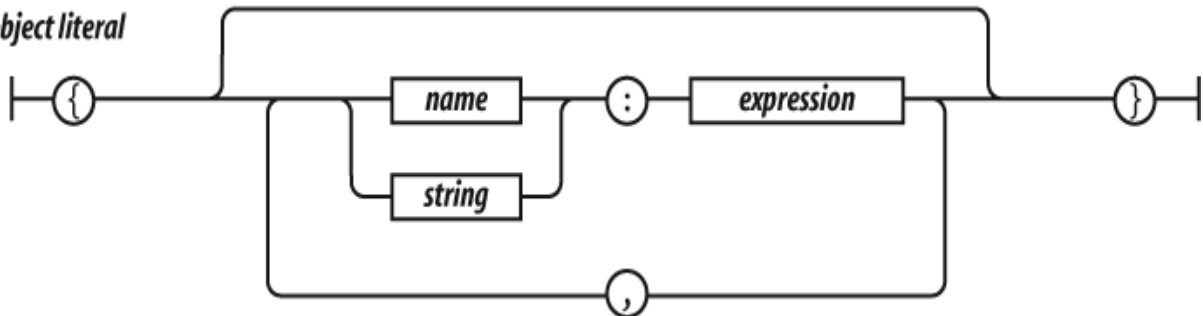 bject literal
{ name : expression }
string
,